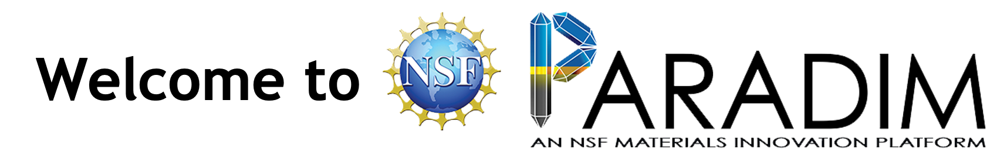 Welcome to NSF PARADIM
AN NSF MATERIALS INNOVATION PLATFORM